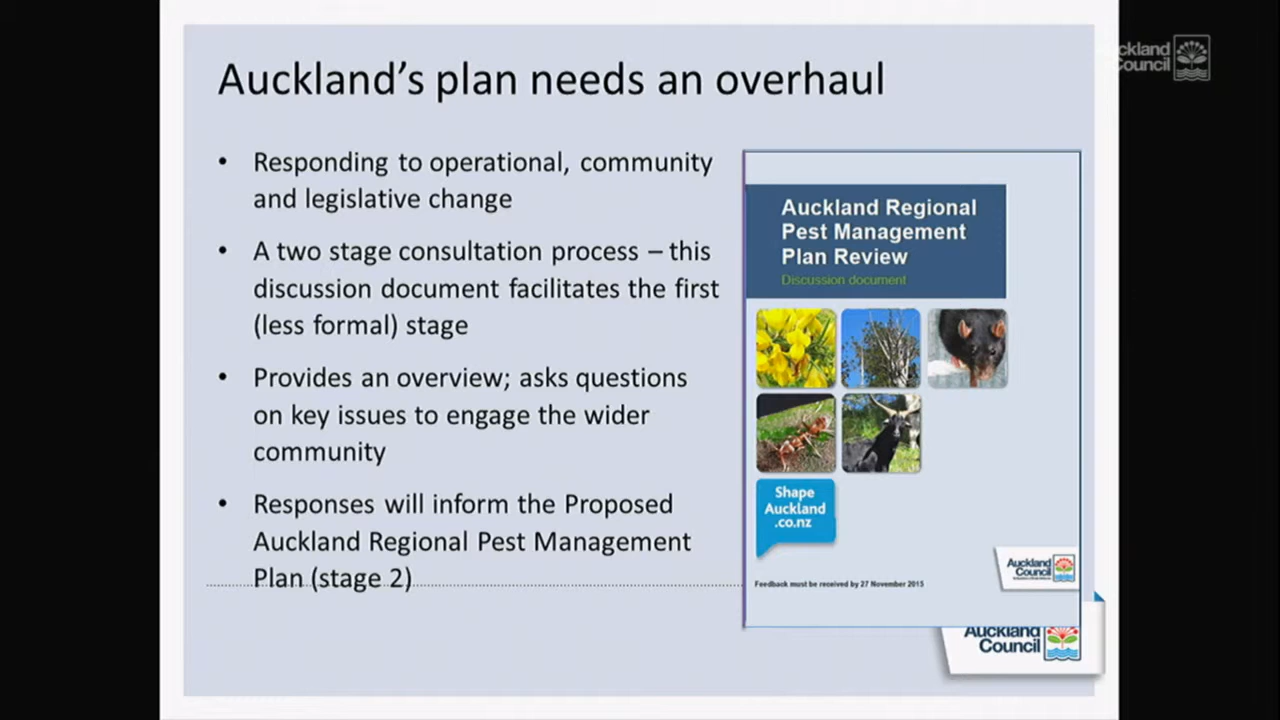 Auckland's plan needs an overhaul
• Responding to operational, community
and legislative change
• A two stage consultation process – this
discussion document facilitates the first
(less formal) stage
• Provides an overview; asks questions
on key issues to engage the wider
community
• Responses will inform the Proposed
Auckland Regional Pest Management
Plan (stage 2)
Auckland Regional
Pest Management
Plan Review
Discussion document
Shape
Auckland
.co.nz
Feedback must be received by 27 November 2015
Auckland
Council
Auckland
Council
ckland
Council